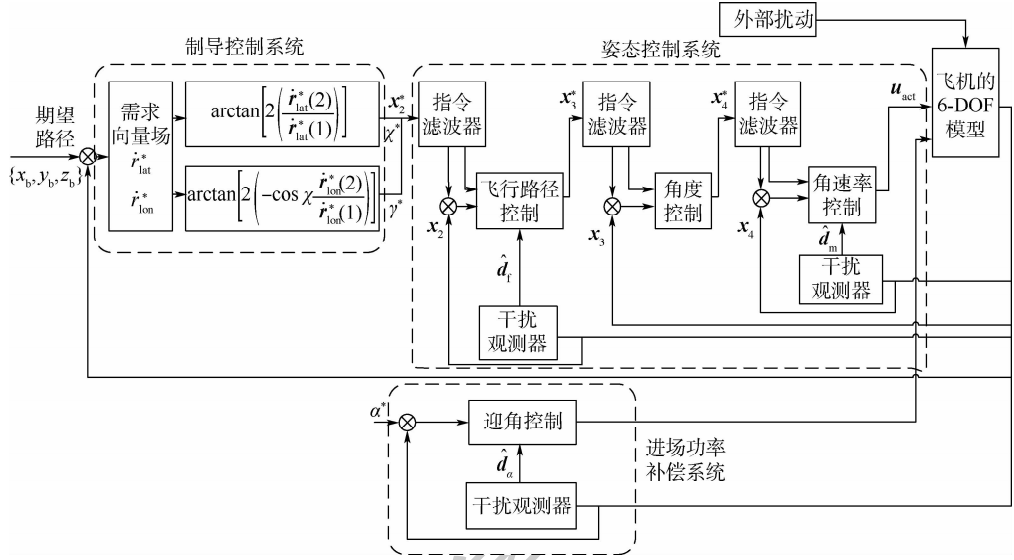 外部扰动
制导控制系统
姿态控制系统
飞机的
6-DOF
模型
期望
路径
{x_b, y_b, z_b}
需求
向量场
ṙ*_lat
ṙ*_lon
arctan[2(ṙ*_lat(2)/ṙ*_lat(1))]
arctan[2(-cos χ ṙ*_lon(2)/ṙ*_lon(1))]
x*_2
χ*
γ*
指令
滤波器
x_2
飞行路径
控制
d̂_f
干扰
观测器
x*_3
指令
滤波器
x_3
角度
控制
x*_4
指令
滤波器
x_4
角速率
控制
d̂_m
干扰
观测器
u_act
α*
迎角控制
d̂_α
干扰观测器
进场功率
补偿系统